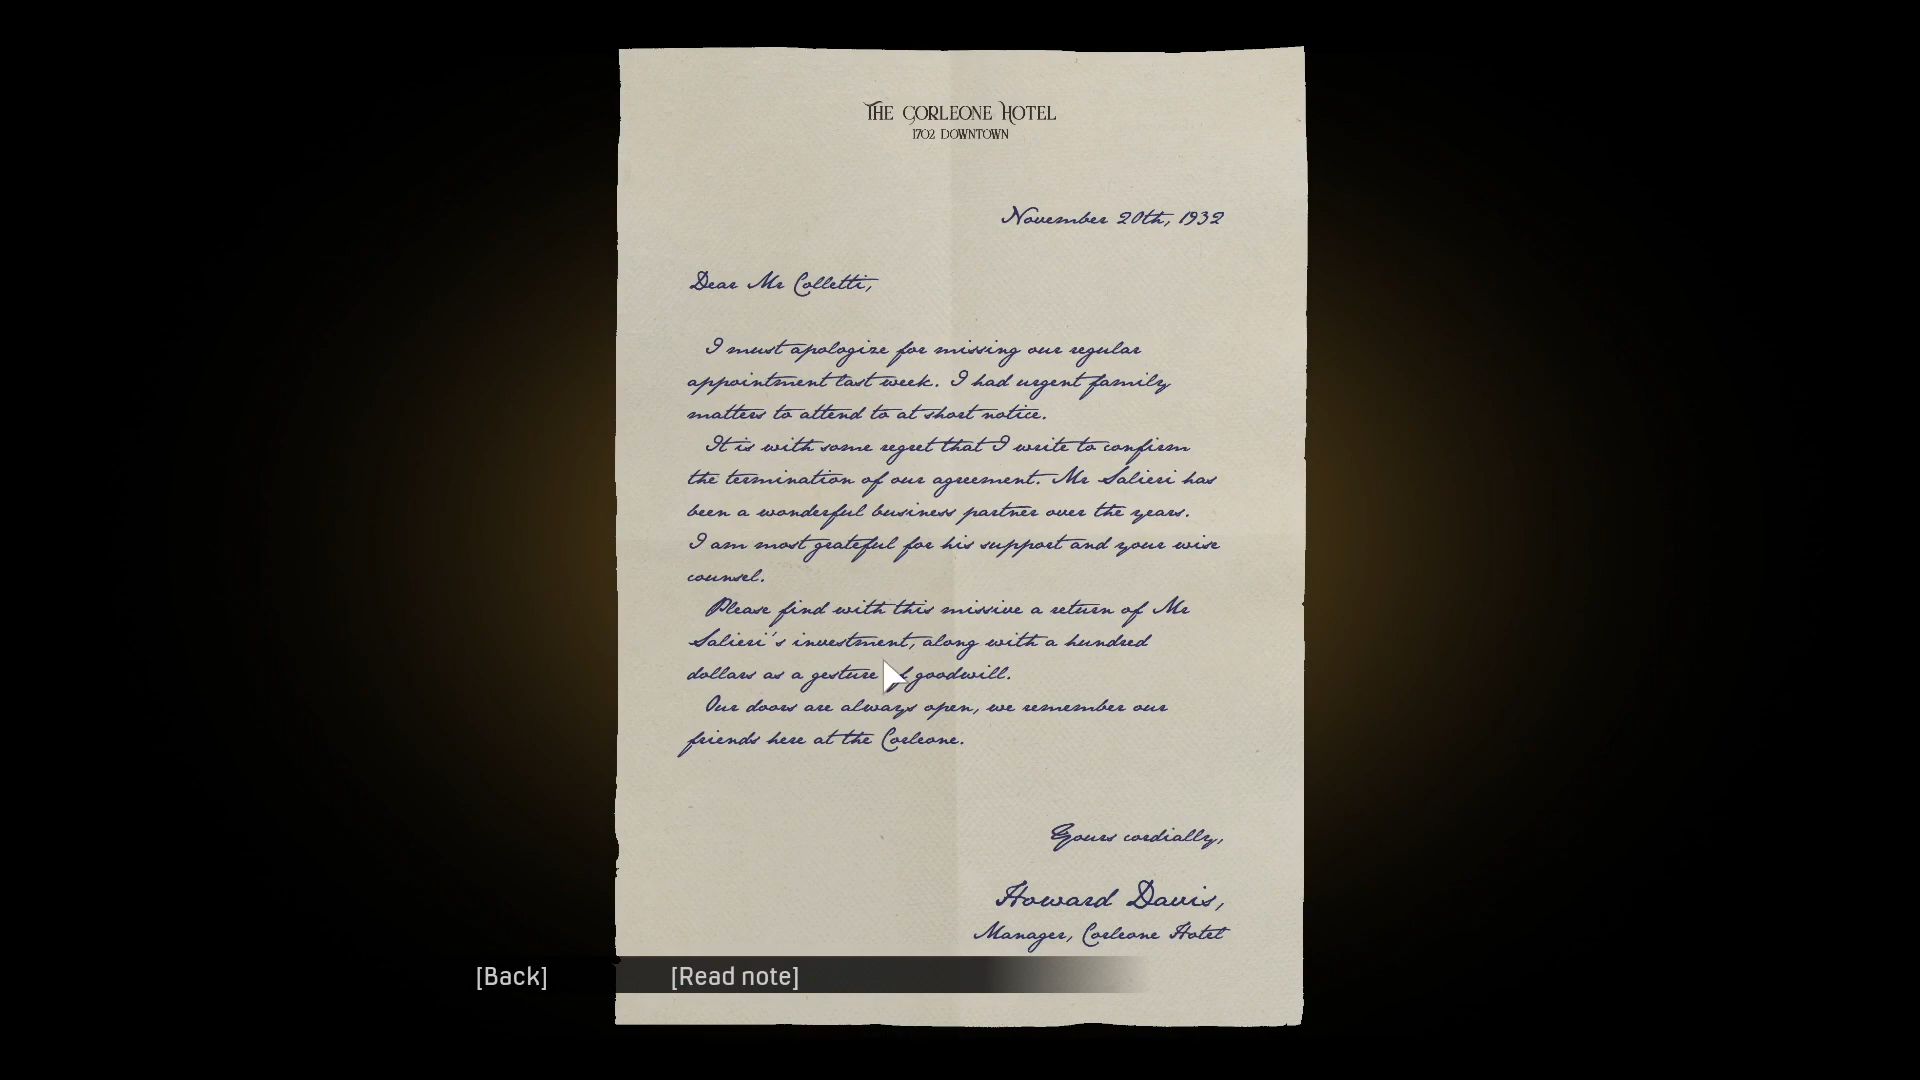 THE CORLEONE HOTEL
1702 DOWNTOWN
November 20th, 1932
Dear Mr Colletti,
I must apologize for missing our regular
appointment last week. I had urgent family
matters to attend to at short notice.
It is with some regret that I write to confirm
the termination of our agreement. Mr Salieri has
been a wonderful business partner over the years.
I am most grateful for his support and your wise
counsel.
Please find with this missive a return of Mr
Salieri's investment, along with a hundred
dollars as a gesture of goodwill.
Our doors are always open, we remember our
friends here at the Corleone.
Yours cordially,
Howard Davis,
Manager, Corleone Hotel
[Back] [Read note]